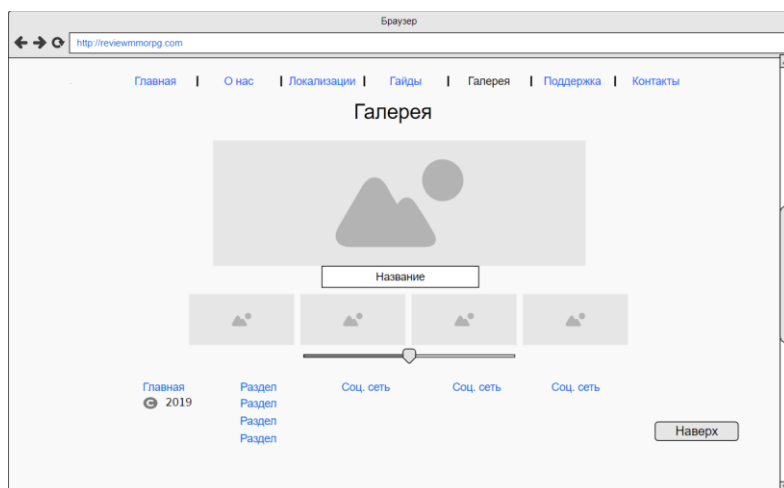 Браузер
http://reviewmmorpg.com
Главная | О нас | Локализации | Гайды | Галерея | Поддержка | Контакты
Галерея
Название
Главная Раздел Соц. сеть Соц. сеть Соц. сеть
© 2019 Раздел
Раздел
Раздел
Наверх